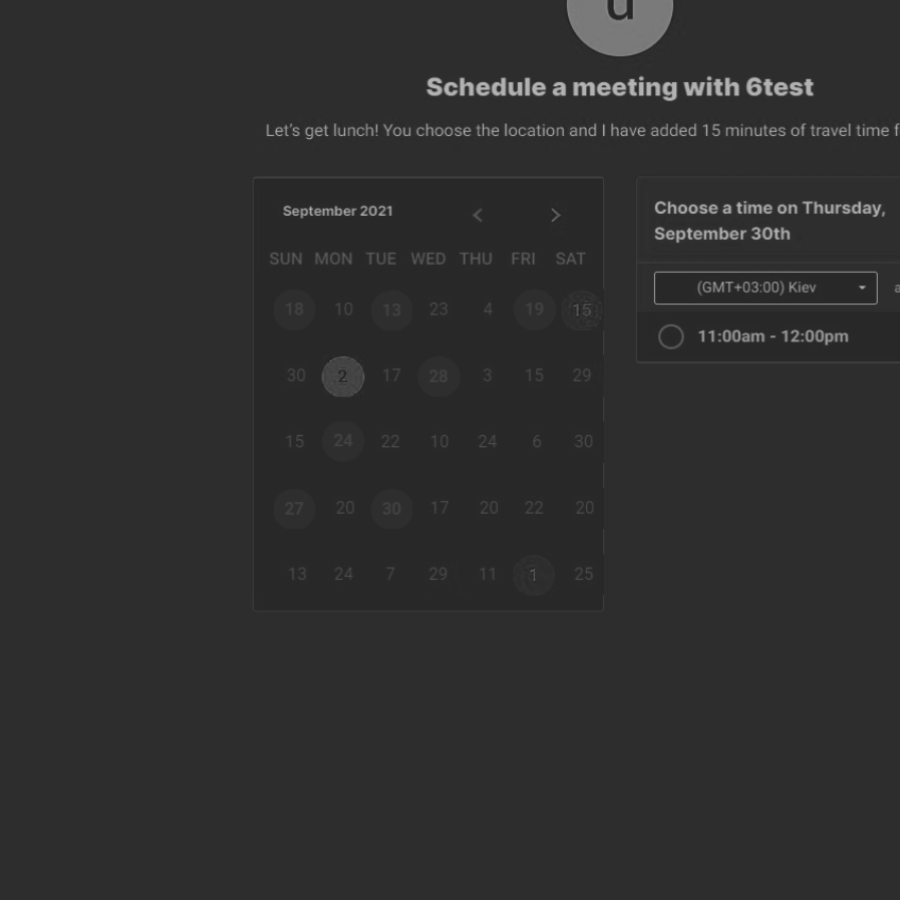 u
Schedule a meeting with 6test
Let's get lunch! You choose the location and I have added 15 minutes of travel time
September 2021 < >
SUN MON TUE WED THU FRI SAT
18 10 13 23 4 19 15
30 2 17 28 3 15 29
15 24 22 10 24 6 30
27 20 30 17 20 22 20
13 24 7 29 11 1 25
Choose a time on Thursday,
September 30th
(GMT+03:00) Kiev
11:00am - 12:00pm